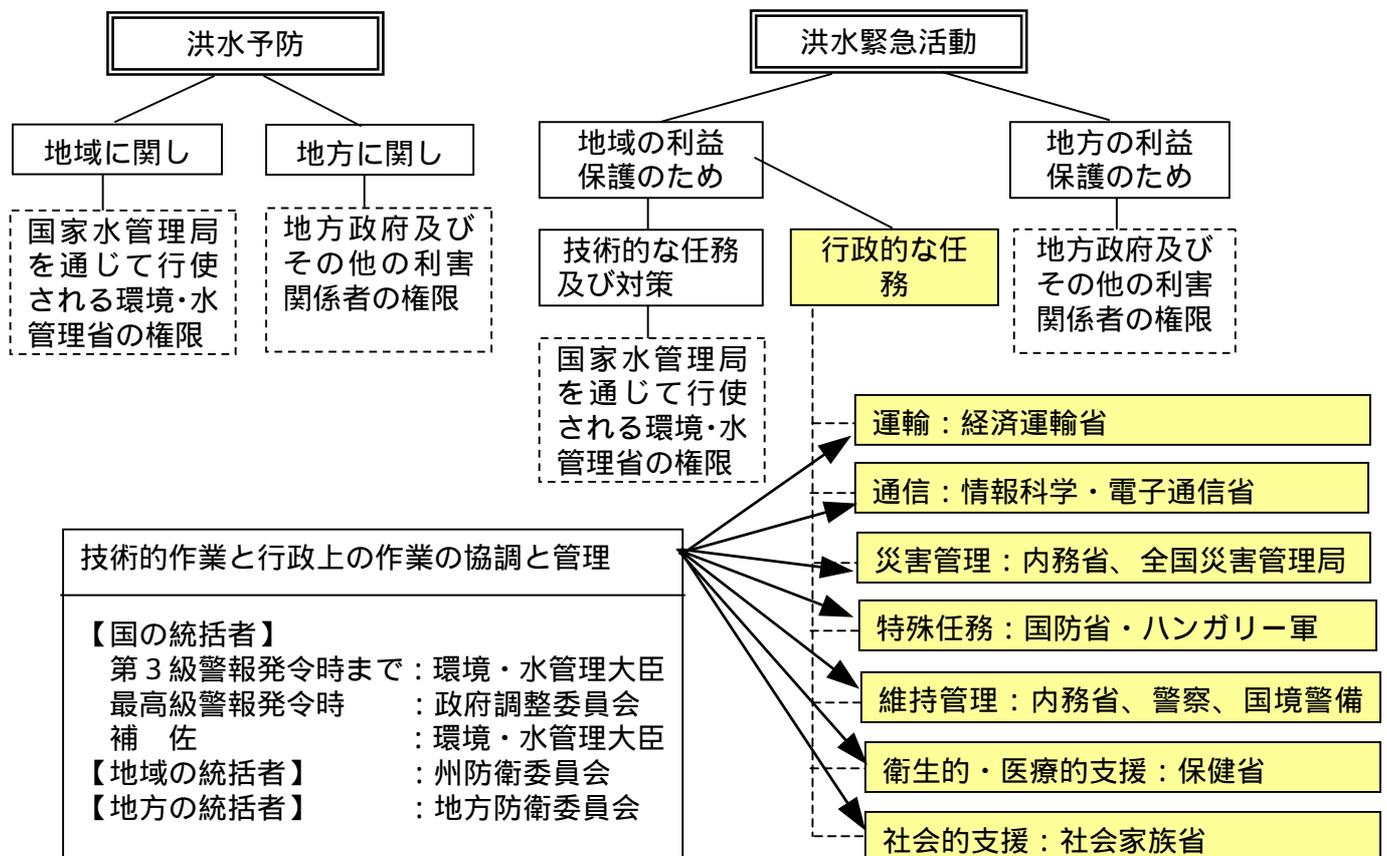 洪水予防
地域に関し
地方に関し
国家水管理局
を通じて行使
される環境･水
管理省の権限
地方政府及び
その他の利害
関係者の権限
洪水緊急活動
地域の利益
保護のため
地方の利益
保護のため
技術的な任務
及び対策
行政的な任
務
地方政府及び
その他の利害
関係者の権限
国家水管理局
を通じて行使
される環境･水
管理省の権限
運輸：経済運輸省
通信：情報科学・電子通信省
災害管理：内務省、全国災害管理局
特殊任務：国防省・ハンガリー軍
維持管理：内務省、警察、国境警備
衛生的・医療的支援：保健省
社会的支援：社会家族省
技術的作業と行政上の作業の協調と管理
【国の統括者】
第３級警報発令時まで：環境・水管理大臣
最高級警報発令時　　：政府調整委員会
補　佐　　　　　　　：環境・水管理大臣
【地域の統括者】　　　：州防衛委員会
【地方の統括者】　　　：地方防衛委員会